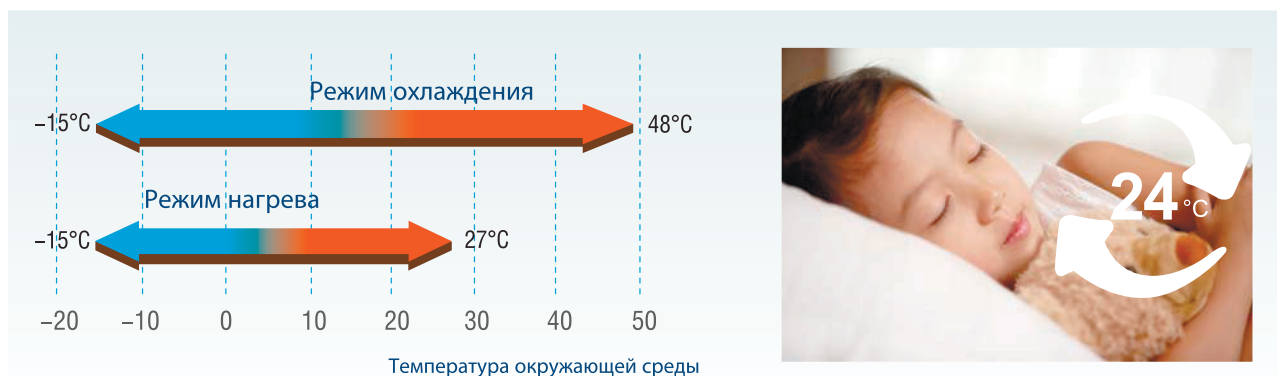 Режим охлаждения
–15°C
48°C
Режим нагрева
–15°C
27°C
–20 –10 0 10 20 30 40 50
Температура окружающей среды
24 °C